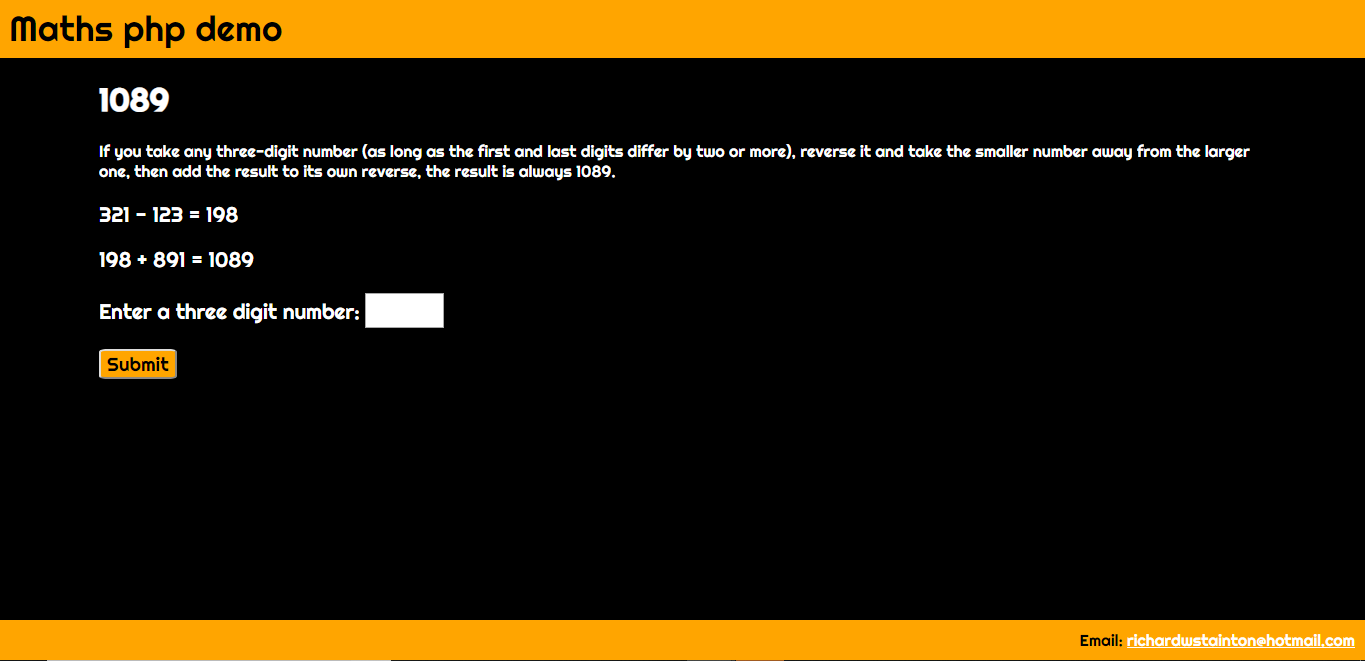 Maths php demo
1089
If you take any three-digit number (as long as the first and last digits differ by two or more), reverse it and take the smaller number away from the larger
one, then add the result to its own reverse, the result is always 1089.
321 - 123 = 198
198 + 891 = 1089
Enter a three digit number:
Submit
Email: richardwstainton@hotmail.com